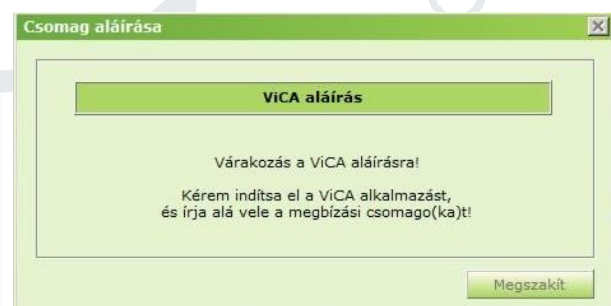 Csomag aláírása
ViCA aláírás
Várakozás a ViCA aláírásra!
Kérem indítsa el a ViCA alkalmazást,
és írja alá vele a megbízási csomago(ka)t!
Megszakít